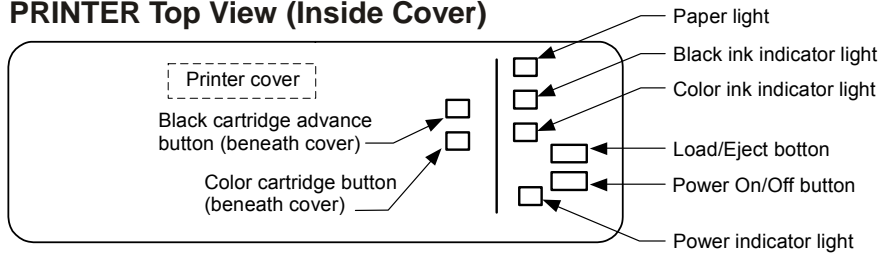 PRINTER Top View (Inside Cover)
Paper light
Black ink indicator light
Color ink indicator light
Printer cover
Black cartridge advance
button (beneath cover)
Color cartridge button
(beneath cover)
Load/Eject botton
Power On/Off button
Power indicator light